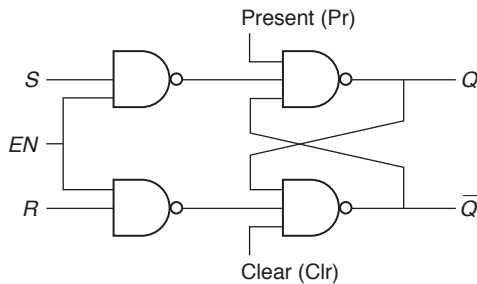 Present (Pr)
S
Q
EN
R
Q̅
Clear (Clr)